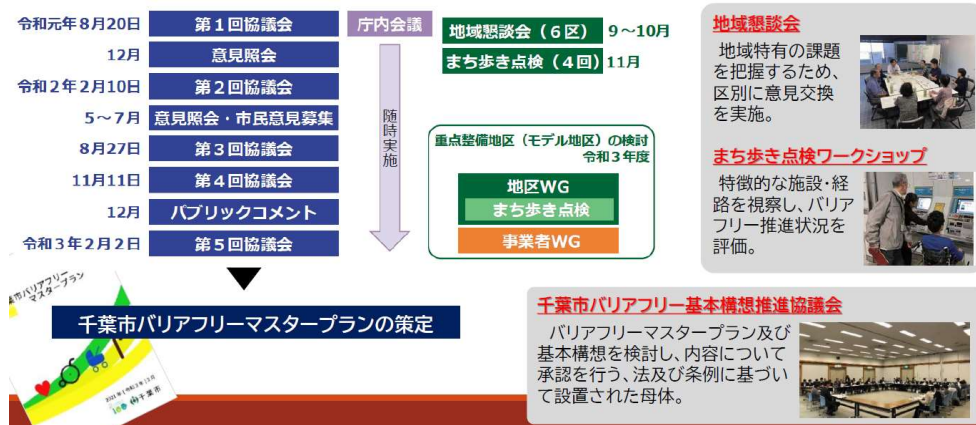 令和元年8月20日 第1回協議会
12月 意見照会
令和2年2月10日 第2回協議会
5～7月 意見照会・市民意見募集
8月27日 第3回協議会
11月11日 第4回協議会
12月 パブリックコメント
令和3年2月2日 第5回協議会
庁内会議
随時実施
地域懇談会（6区） 9～10月
まち歩き点検（4回） 11月
重点整備地区（モデル地区）の検討
令和3年度
地区WG
まち歩き点検
事業者WG
地域懇談会
地域特有の課題
を把握するため、
区別に意見交換
を実施。
まち歩き点検ワークショップ
特徴的な施設・経
路を視察し、バリア
フリー推進状況を
評価。
千葉市バリアフリーマスタープランの策定
市バリアフリー
マスタープラン
千葉市
千葉市バリアフリー基本構想推進協議会
バリアフリーマスタープラン及び
基本構想を検討し、内容について
承認を行う、法及び条例に基づい
て設置された母体。